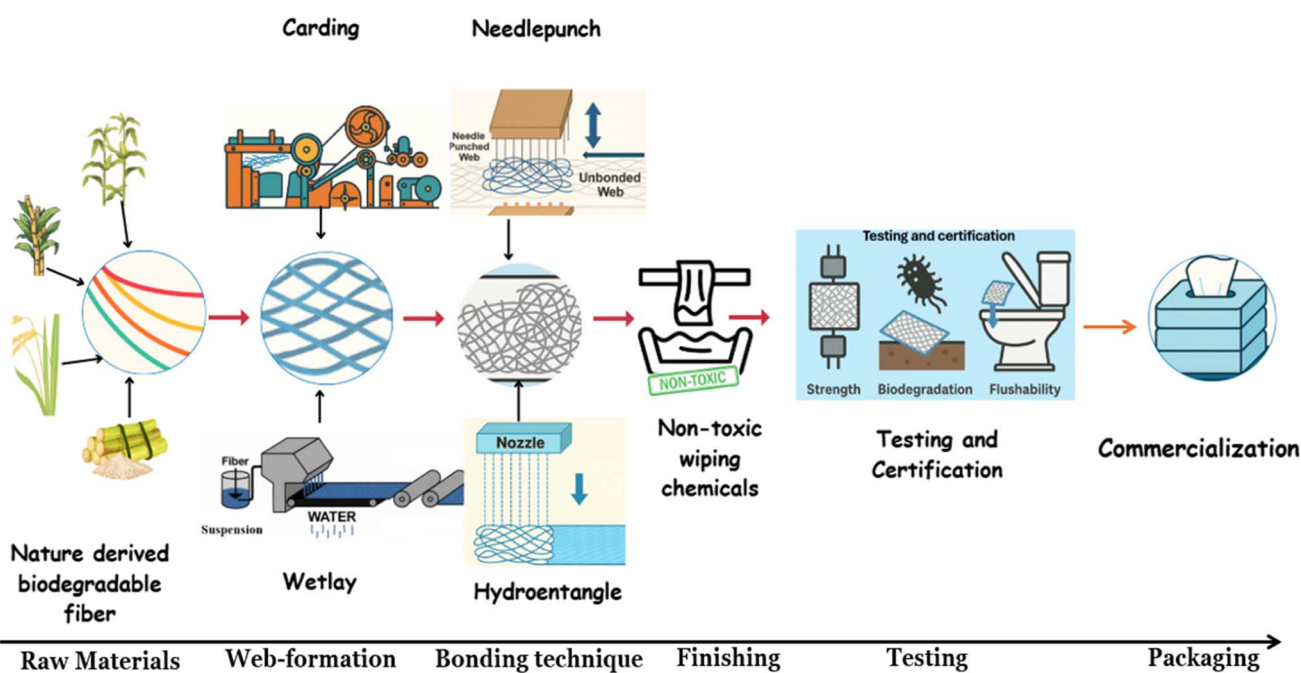 Carding
Needlepunch
Needle
Punched
Web
Unbonded
Web
Testing and certification
Strength
Biodegradation
Flushability
NON-TOXIC
Nozzle
Fiber
Suspension
WATER
Nature derived
biodegradable
fiber
Wetlay
Hydroentangle
Non-toxic
wiping
chemicals
Testing and
Certification
Commercialization
Raw Materials
Web-formation
Bonding technique
Finishing
Testing
Packaging